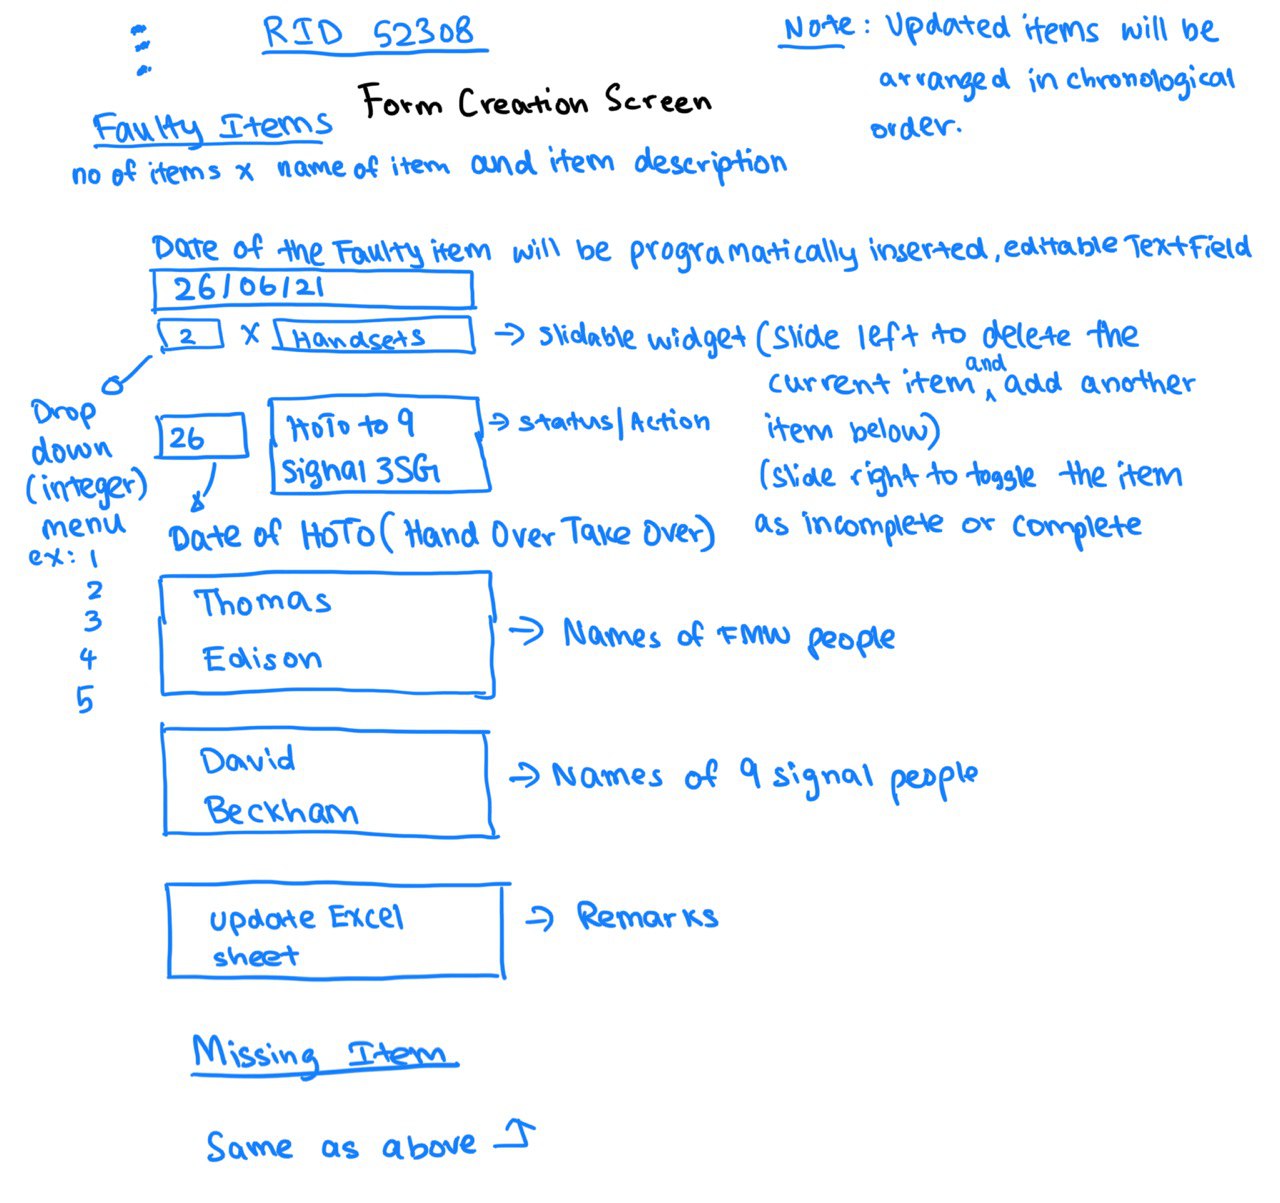 RID 52308
Note: Updated items will be
arranged in chronological
order.
Form Creation Screen
Faulty Items
no of items x name of item and item description
Date of the Faulty item will be programatically inserted, editable TextField
26/06/21
2 x Handsets → slidable widget (slide left to delete the
current item and add another
item below)
(slide right to toggle the item
as incomplete or complete
Drop
down
(integer)
menu
ex: 1
2
3
4
5
26
HoTo to 9
Signal 3SG
→ status/Action
Date of HoTo (Hand Over Take Over)
Thomas
Edison
→ Names of FMW people
David
Beckham
→ Names of 9 signal people
update Excel
sheet
→ Remarks
Missing Item
Same as above